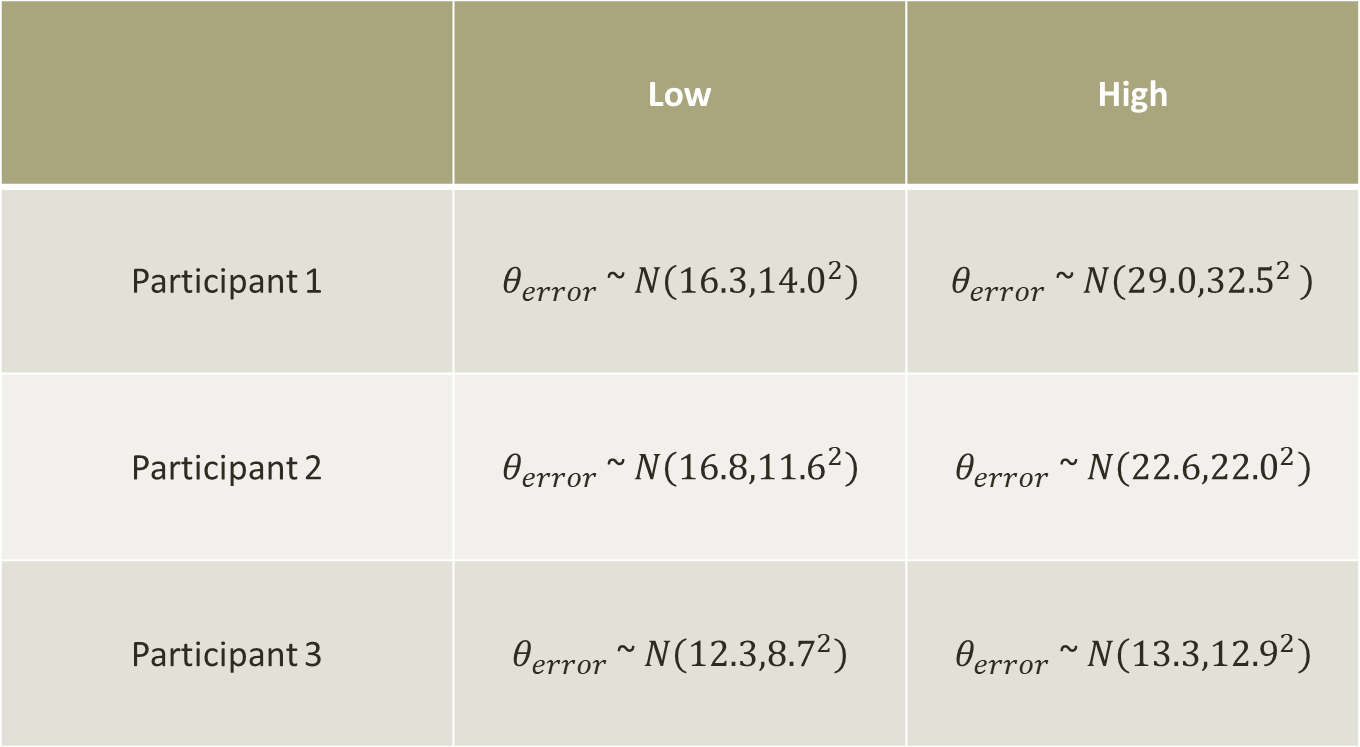 Low High
Participant 1 θ_error ~ N(16.3,14.0²) θ_error ~ N(29.0,32.5² )
Participant 2 θ_error ~ N(16.8,11.6²) θ_error ~ N(22.6,22.0²)
Participant 3 θ_error ~ N(12.3,8.7²) θ_error ~ N(13.3,12.9²)